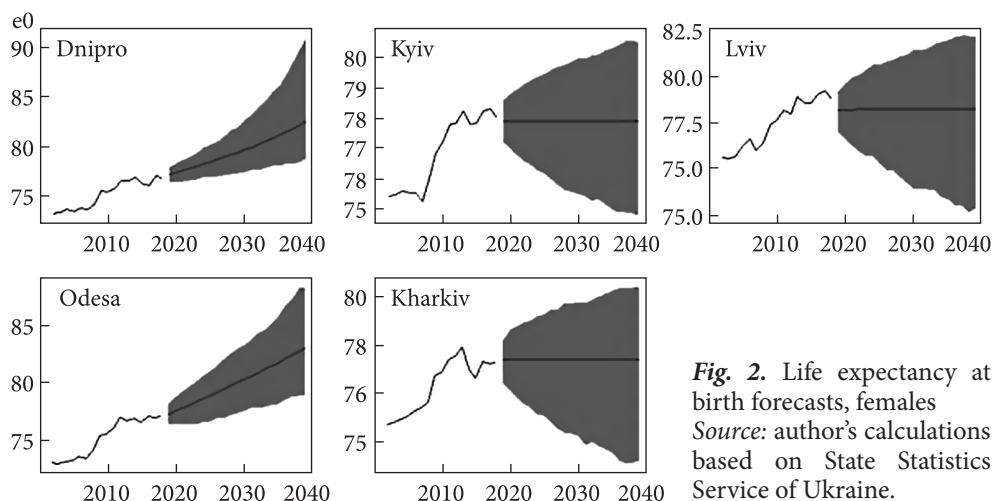 e0
Dnipro
90
85
80
75
2010 2020 2030 2040
Kyiv
80
79
78
77
78
75
2010 2020 2030 2040
Lviv
82.5
80.0
77.5
75.0
75.0
2010 2020 2030 2040
Odesa
85
80
75
2010 2020 2030 2040
Kharkiv
80
78
76
75
2010 2020 2030 2040
Fig. 2. Life expectancy at
birth forecasts, females
Source: author's calculations
based on State Statistics
Service of Ukraine.